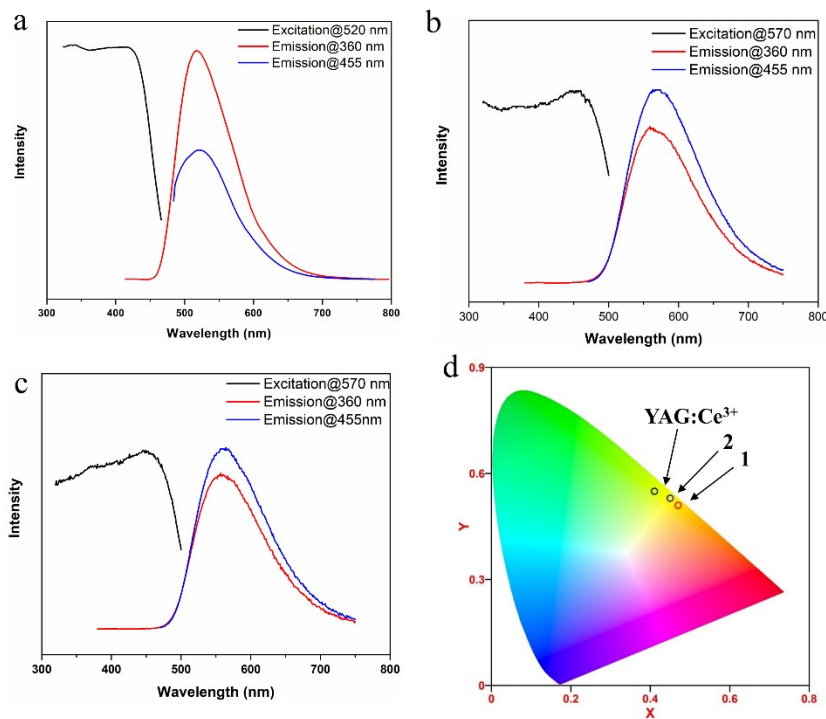 a
Excitation@520 nm
Emission@360 nm
Emission@455 nm
Intensity
300 400 500 600 700 800
Wavelength (nm)
b
Excitation@570 nm
Emission@360 nm
Emission@455 nm
Intensity
300 400 500 600 700 800
Wavelength (nm)
c
Excitation@570 nm
Emission@360 nm
Emission@455nm
Intensity
300 400 500 600 700 800
Wavelength (nm)
d
0.9
YAG:Ce³⁺
2
1
0.6
Y
0.3
0
0 0.2 0.4 0.6 0.8
X